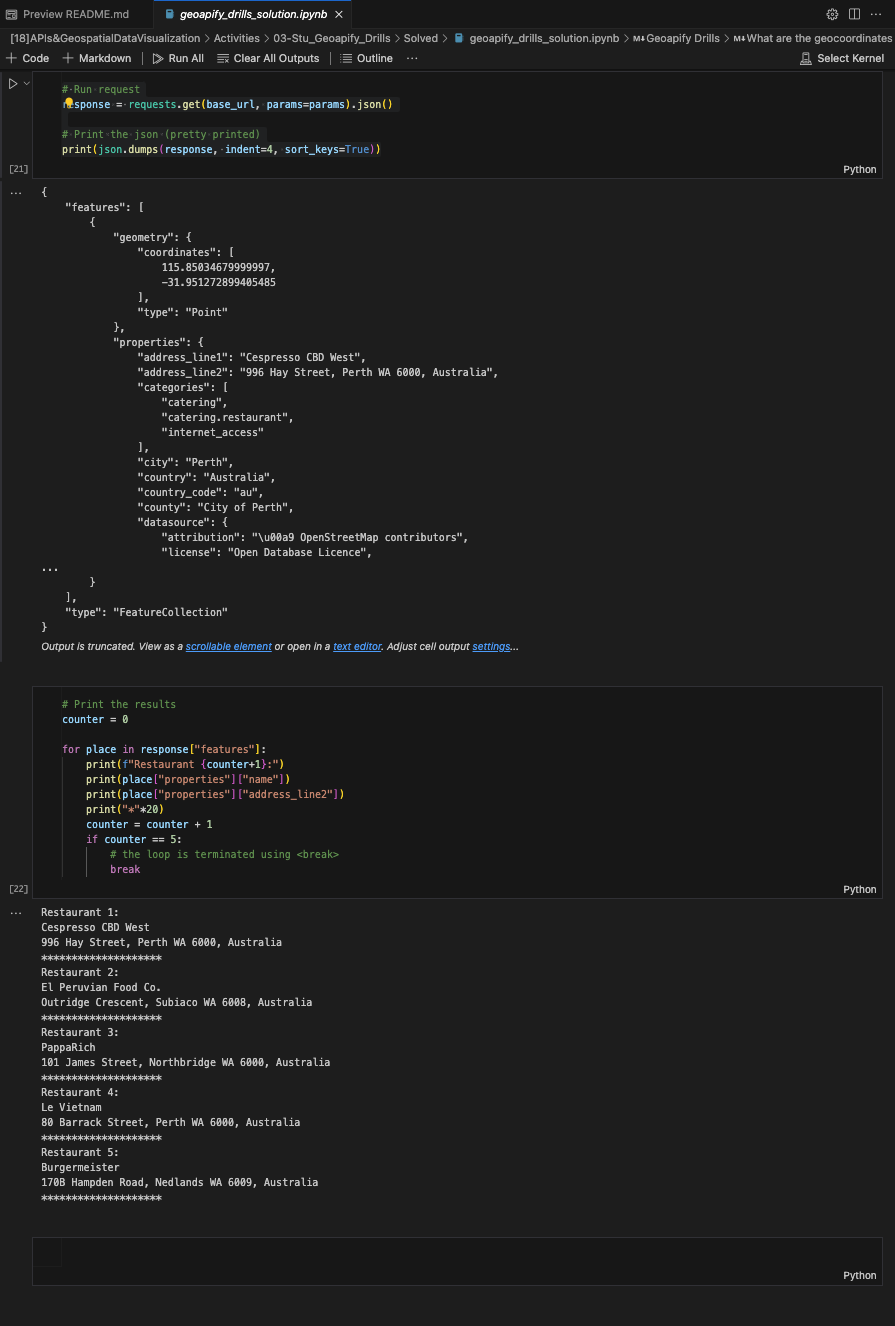 Preview README.md
geoapify_drills_solution.ipynb
[18]APIs&GeospatialDataVisualization > Activities > 03-Stu_Geoapify_Drills > Solved > geoapify_drills_solution.ipynb > M↓Geoapify Drills > M↓What are the geocoordinates
+ Code + Markdown Run All Clear All Outputs Outline ... Select Kernel
# Run request
response = requests.get(base_url, params=params).json()
# Print the json (pretty printed)
print(json.dumps(response, indent=4, sort_keys=True))
[21] Python
... {
"features": [
{
"geometry": {
"coordinates": [
115.85034679999997,
-31.951272899405485
],
"type": "Point"
},
"properties": {
"address_line1": "Cespresso CBD West",
"address_line2": "996 Hay Street, Perth WA 6000, Australia",
"categories": [
"catering",
"catering.restaurant",
"internet_access"
],
"city": "Perth",
"country": "Australia",
"country_code": "au",
"county": "City of Perth",
"datasource": {
"attribution": "\u00a9 OpenStreetMap contributors",
"license": "Open Database Licence",
...
}
],
"type": "FeatureCollection"
}
Output is truncated. View as a scrollable element or open in a text editor. Adjust cell output settings...
# Print the results
counter = 0
for place in response["features"]:
print(f"Restaurant {counter+1}:")
print(place["properties"]["name"])
print(place["properties"]["address_line2"])
print("*"*20)
counter = counter + 1
if counter == 5:
# the loop is terminated using <break>
break
[22] Python
... Restaurant 1:
Cespresso CBD West
996 Hay Street, Perth WA 6000, Australia
********************
Restaurant 2:
El Peruvian Food Co.
Outridge Crescent, Subiaco WA 6008, Australia
********************
Restaurant 3:
PappaRich
101 James Street, Northbridge WA 6000, Australia
********************
Restaurant 4:
Le Vietnam
80 Barrack Street, Perth WA 6000, Australia
********************
Restaurant 5:
Burgermeister
170B Hampden Road, Nedlands WA 6009, Australia
********************
Python